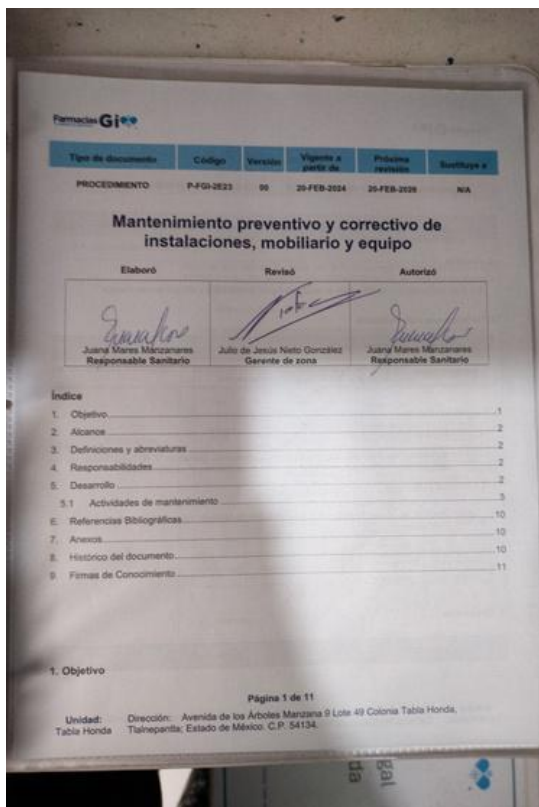 Farmacias Gi
Tipo de documento Código Versión Vigente a partir de Próxima revisión Sustituye a
PROCEDIMIENTO P-FGI-2E23 00 20-FEB-2024 20-FEB-2026 N/A
Mantenimiento preventivo y correctivo de
instalaciones, mobiliario y equipo
Elaboró Revisó Autorizó
Juana Mares Manzanares Julio de Jesús Nieto González Juana Mares Manzanares
Responsable Sanitario Gerente de zona Responsable Sanitario
Índice
1. Objetivo 1
2. Alcance 2
3. Definiciones y abreviaturas 2
4. Responsabilidades 2
5. Desarrollo 2
5.1 Actividades de mantenimiento 5
6. Referencias Bibliográficas 10
7. Anexos 10
8. Histórico del documento 10
9. Firmas de Conocimiento 11
1. Objetivo
Página 1 de 11
Unidad: Dirección: Avenida de los Árboles Manzana 9 Lote 49 Colonia Tabla Honda,
Tabla Honda Tlalnepantla; Estado de México. C.P. 54134.